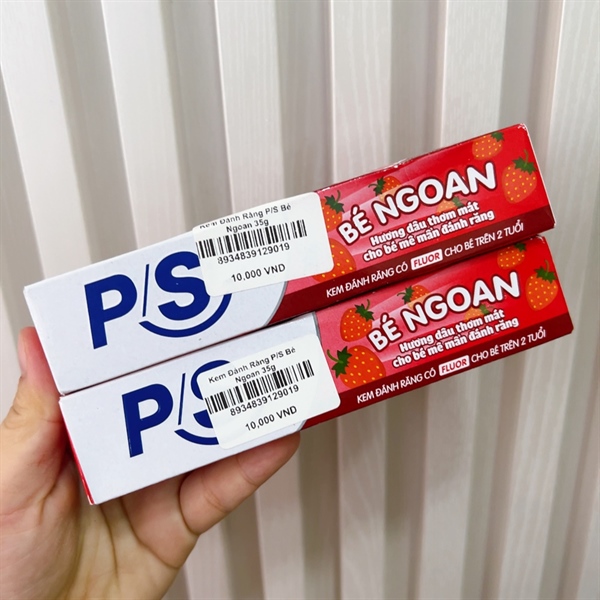 P/S
Kem Đánh Răng P/S Bé
Ngoan 35g
8934839129019
10,000 VND
BÉ NGOAN
Hương dâu thơm mát
cho bé mê mẩn đánh răng
KEM ĐÁNH RĂNG CÓ FLUOR CHO BÉ TRÊN 2 TUỔI
P/S
Kem Đánh Răng P/S Bé
Ngoan 35g
8934839129019
10,000 VND
BÉ NGOAN
Hương dâu thơm mát
cho bé mê mẩn đánh răng
KEM ĐÁNH RĂNG CÓ FLUOR CHO BÉ TRÊN 2 TUỔI